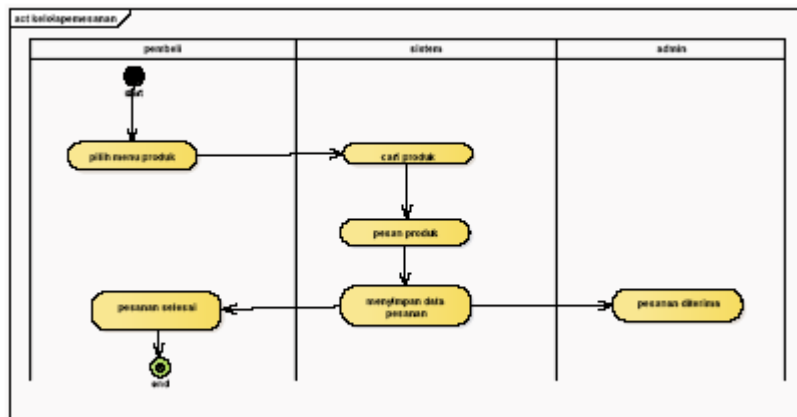 act kelolapemesanan
pembeli
sistem
admin
start
pilih menu produk
cari produk
pesan produk
menyimpan data
pesanan
pesanan selesai
pesanan diterima
end